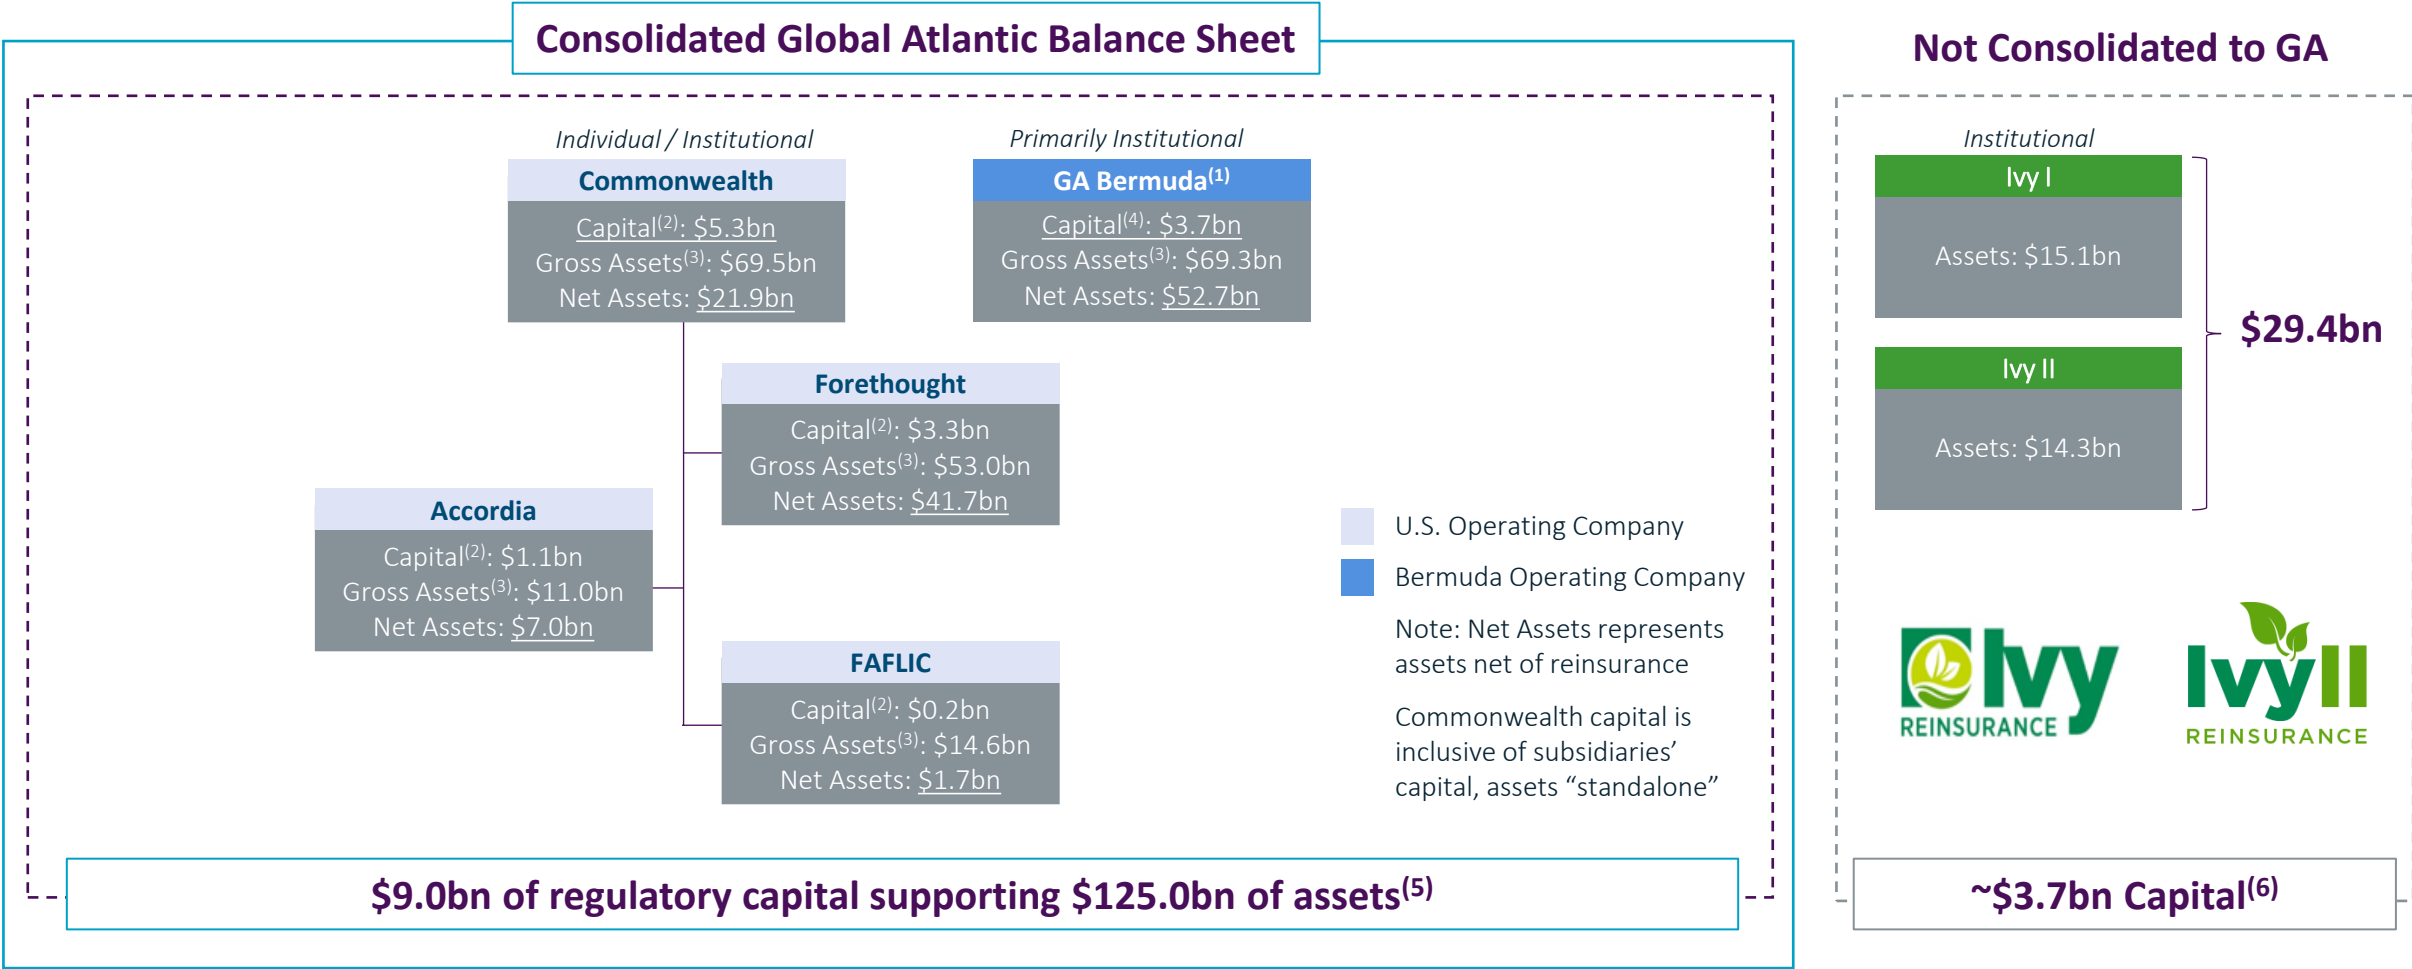 Consolidated Global Atlantic Balance Sheet
Individual / Institutional
Commonwealth
Capital(2): $5.3bn
Gross Assets(3): $69.5bn
Net Assets: $21.9bn
Primarily Institutional
GA Bermuda(1)
Capital(4): $3.7bn
Gross Assets(3): $69.3bn
Net Assets: $52.7bn
Forethought
Capital(2): $3.3bn
Gross Assets(3): $53.0bn
Net Assets: $41.7bn
Accordia
Capital(2): $1.1bn
Gross Assets(3): $11.0bn
Net Assets: $7.0bn
FAFLIC
Capital(2): $0.2bn
Gross Assets(3): $14.6bn
Net Assets: $1.7bn
U.S. Operating Company
Bermuda Operating Company
Note: Net Assets represents
assets net of reinsurance
Commonwealth capital is
inclusive of subsidiaries’
capital, assets “standalone”
$9.0bn of regulatory capital supporting $125.0bn of assets(5)
Not Consolidated to GA
Institutional
Ivy I
Assets: $15.1bn
Ivy II
Assets: $14.3bn
$29.4bn
Ivy
REINSURANCE
IvyII
REINSURANCE
~$3.7bn Capital(6)